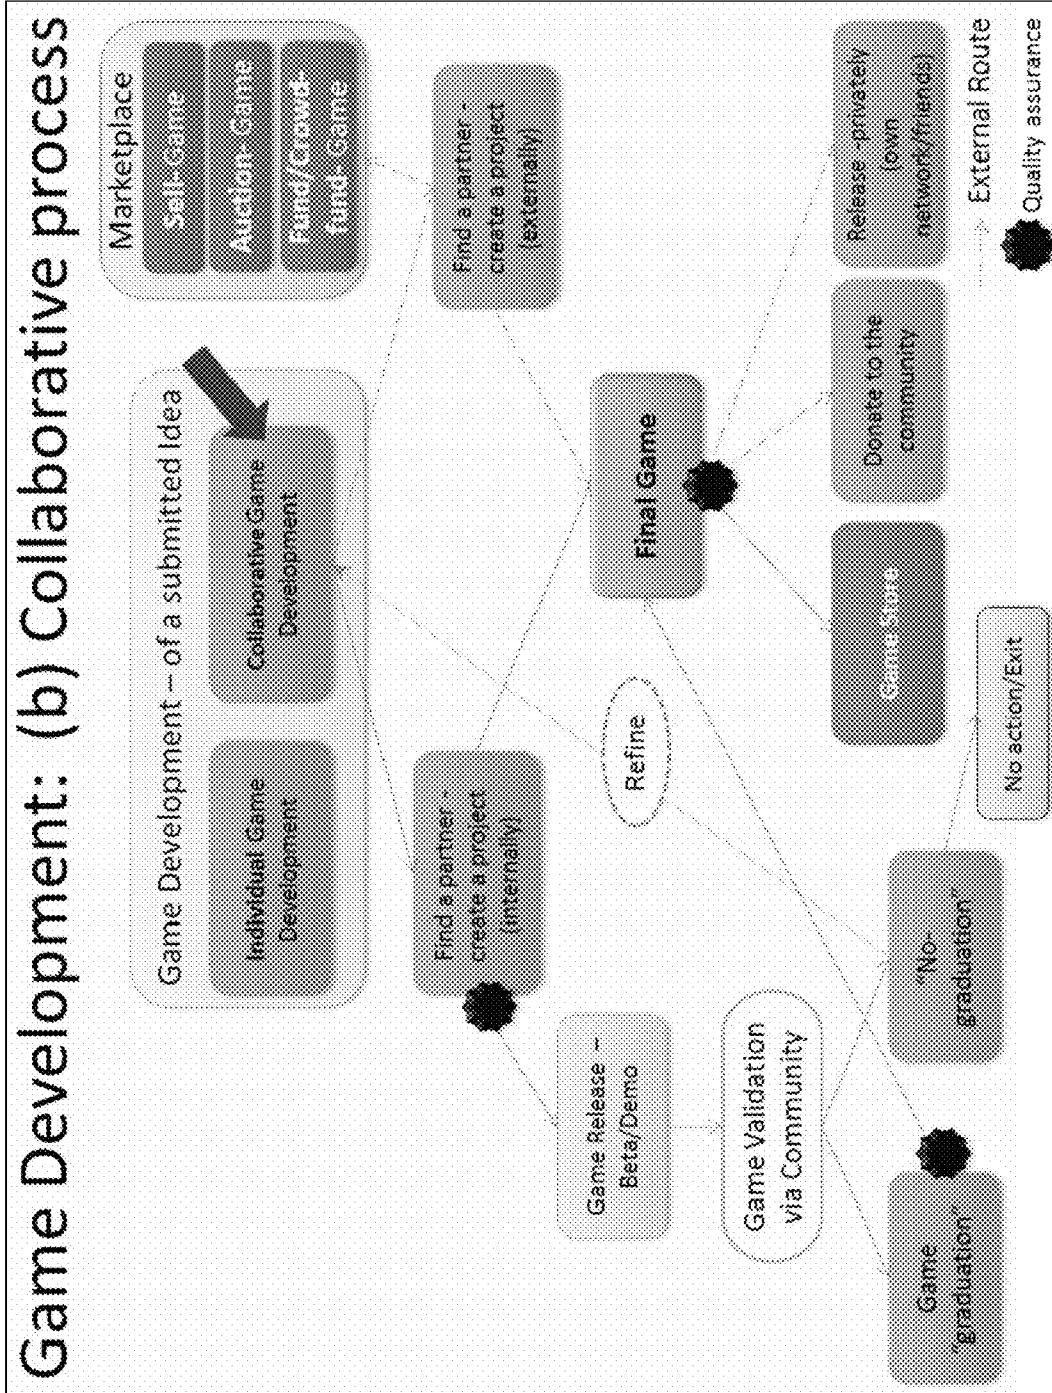 Game Development: (b) Collaborative process
Game Development – of a submitted Idea
Individual Game
Development
Collaborative Game
Development
Marketplace
Sell-Game
Auction-Game
Fund/Crowd-
fund-Game
Find a partner -
create a project
(internally)
Find a partner -
create a project
(externally)
Game Release –
Beta/Demo
Refine
Final Game
Game Validation
via Community
Game
"graduation"
"No-
graduation"
No action/Exit
Game Store
Donate to the
community
Release -privately
(own
network/friends)
External Route
Quality assurance